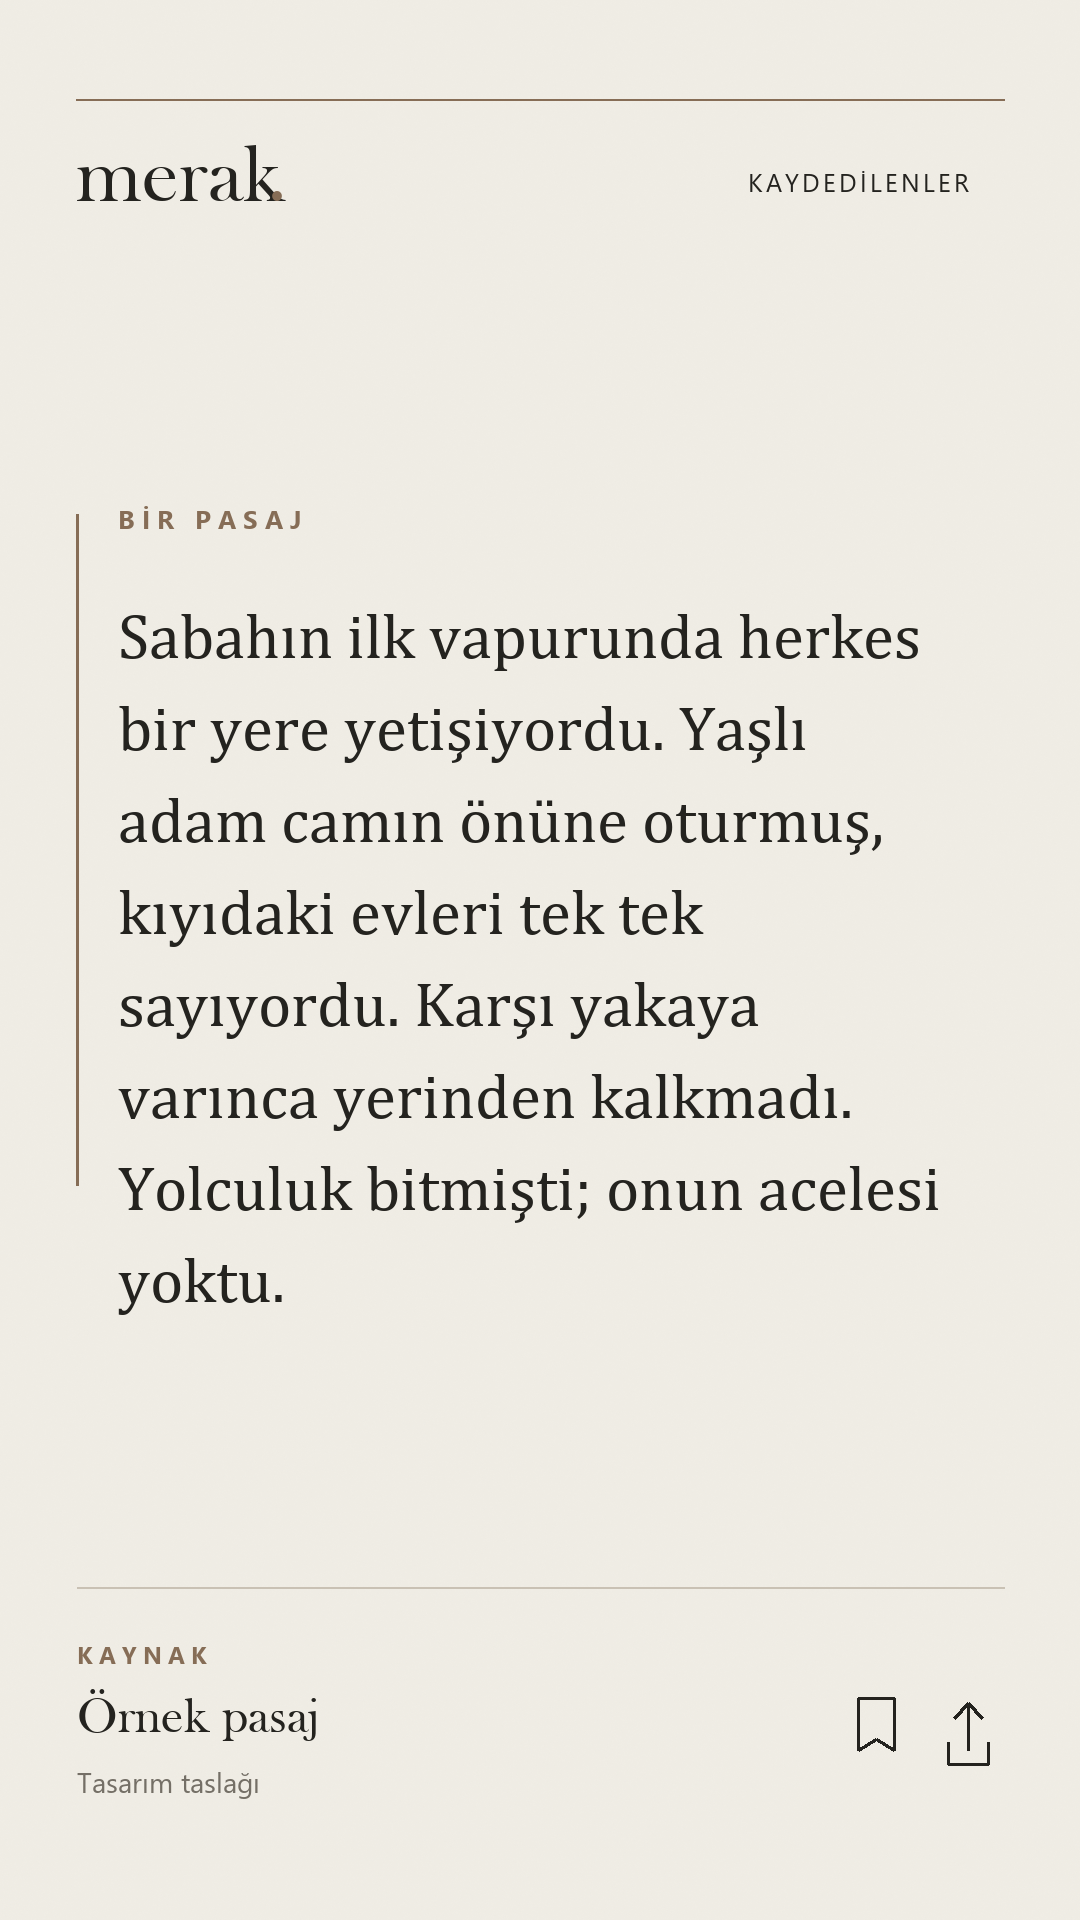 merak.
KAYDEDİLENLER
BİR PASAJ
Sabahın ilk vapurunda herkes
bir yere yetişiyordu. Yaşlı
adam camın önüne oturmuş,
kıyıdaki evleri tek tek
sayıyordu. Karşı yakaya
varınca yerinden kalkmadı.
Yolculuk bitmişti; onun acelesi
yoktu.
KAYNAK
Örnek pasaj
Tasarım taslağı